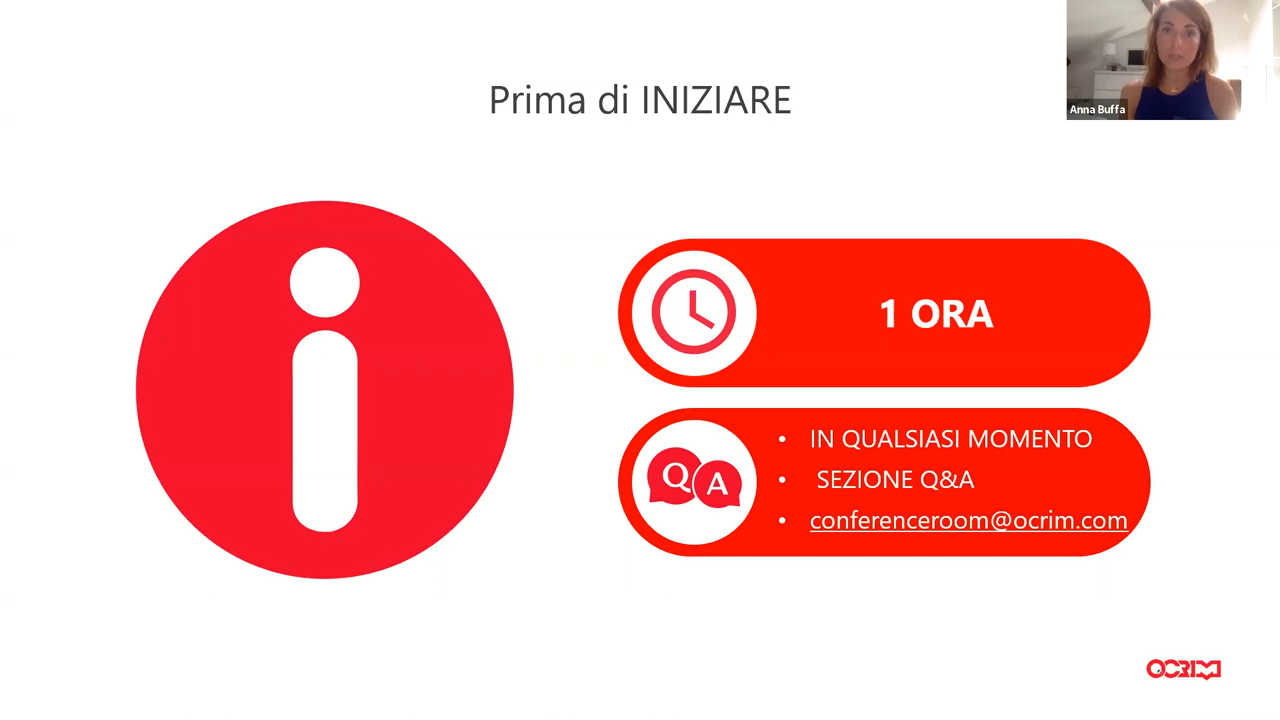 Prima di INIZIARE
Anna Buffa
1 ORA
Q A
• IN QUALSIASI MOMENTO
• SEZIONE Q&A
• conferenceroom@ocrim.com
OCRIM